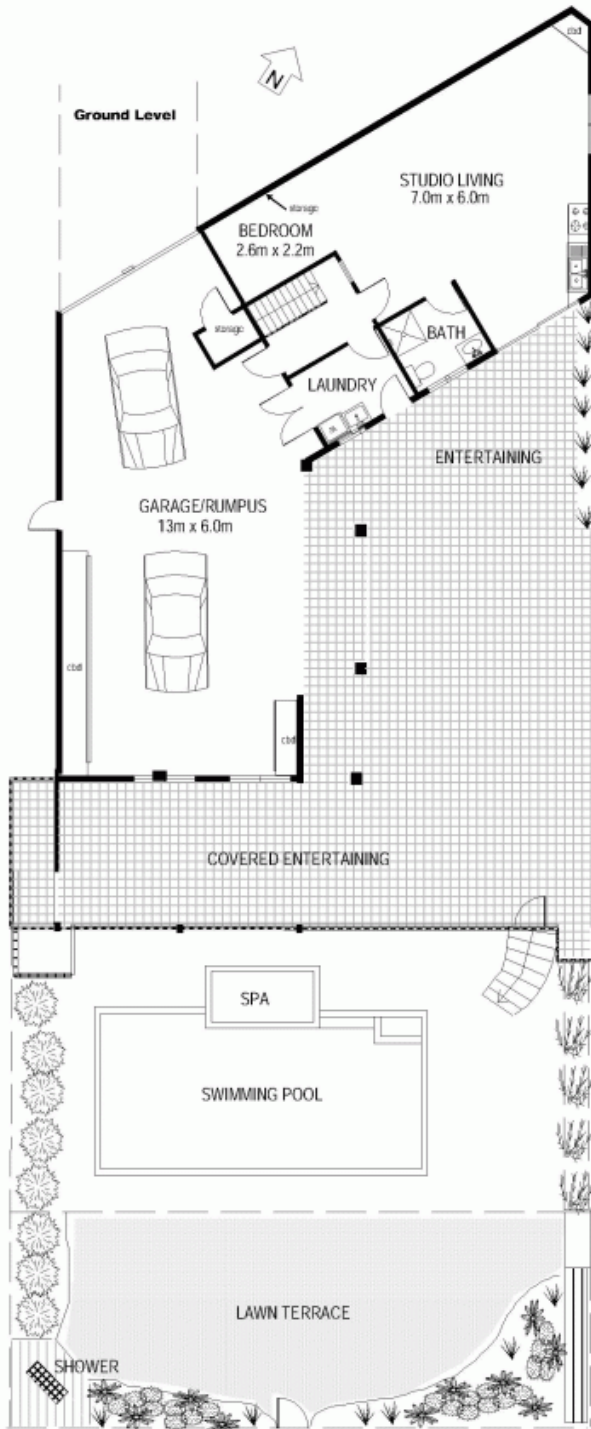 cbd
N
Ground Level
STUDIO LIVING
7.0m x 6.0m
storage
BEDROOM
2.6m x 2.2m
storage
BATH
LAUNDRY
ENTERTAINING
GARAGE/RUMPUS
13m x 6.0m
cbd
cbd
COVERED ENTERTAINING
SPA
SWIMMING POOL
LAWN TERRACE
SHOWER